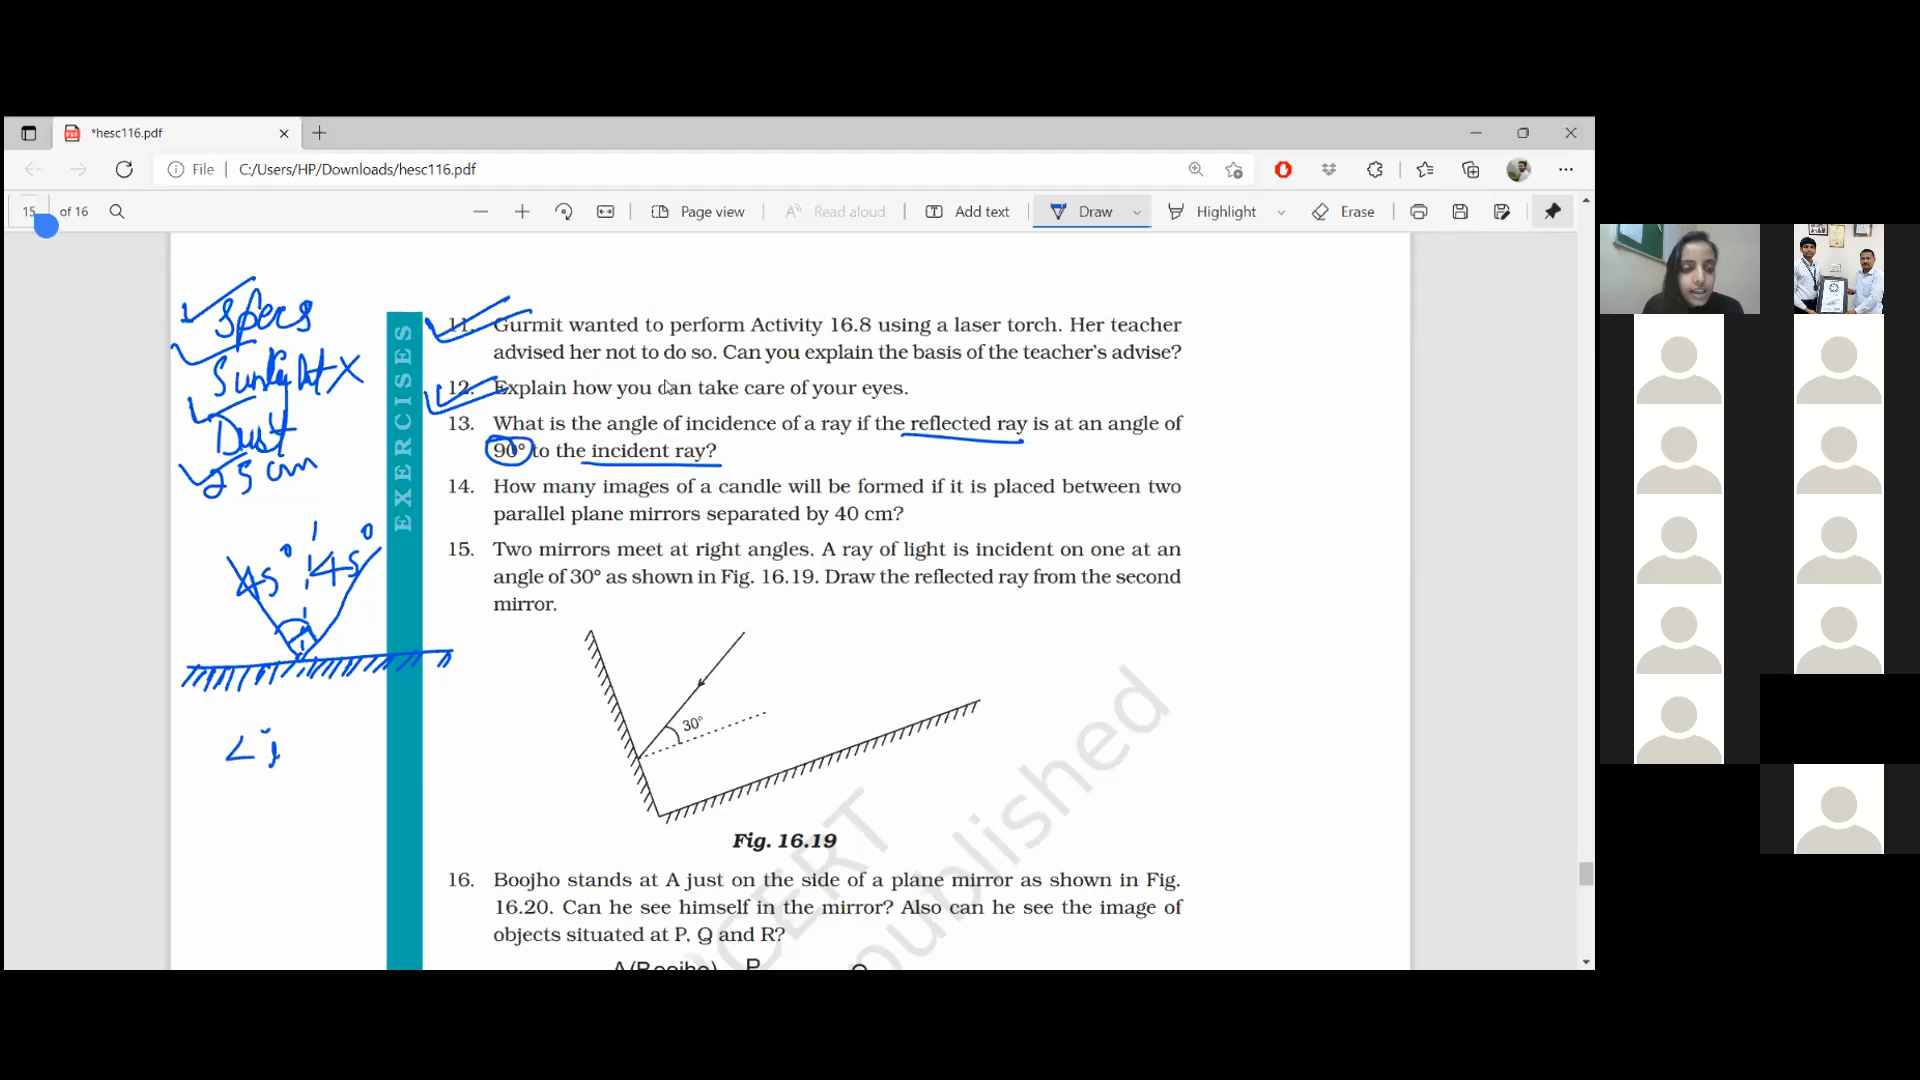 *hesc116.pdf
File
C:/Users/HP/Downloads/hesc116.pdf
15 of 16
Page view
Read aloud
Add text
Draw
Highlight
Erase
Specs
Sunlight X
Dust
25 cm
45° 45°
∠i
EXERCISES
11. Gurmit wanted to perform Activity 16.8 using a laser torch. Her teacher
advised her not to do so. Can you explain the basis of the teacher's advise?
12. Explain how you can take care of your eyes.
13. What is the angle of incidence of a ray if the reflected ray is at an angle of
90° to the incident ray?
14. How many images of a candle will be formed if it is placed between two
parallel plane mirrors separated by 40 cm?
15. Two mirrors meet at right angles. A ray of light is incident on one at an
angle of 30° as shown in Fig. 16.19. Draw the reflected ray from the second
mirror.
30°
Fig. 16.19
16. Boojho stands at A just on the side of a plane mirror as shown in Fig.
16.20. Can he see himself in the mirror? Also can he see the image of
objects situated at P, Q and R?
A(Boojho) P Q
NCERT
published